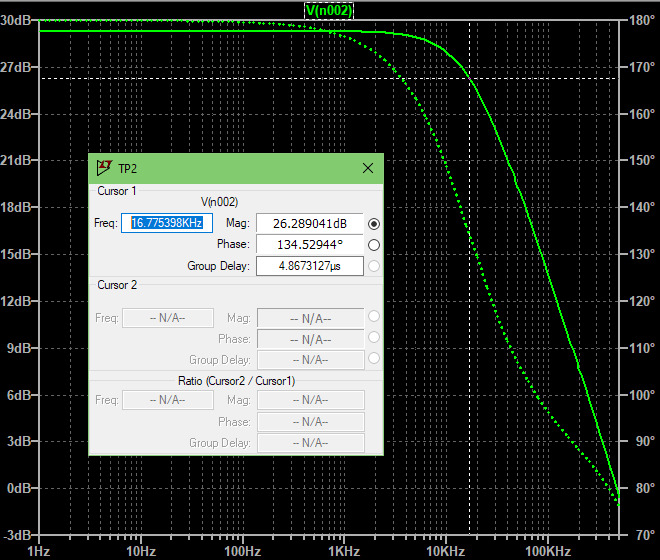 V(n002)
30dB 180°
27dB 170°
24dB 160°
21dB 150°
18dB 140°
15dB 130°
12dB 120°
9dB 110°
6dB 100°
3dB 90°
0dB 80°
-3dB 70°
1Hz 10Hz 100Hz 1KHz 10KHz 100KHz
TP2
Cursor 1
V(n002)
Freq: 16.775398KHz Mag: 26.289041dB
Phase: 134.52944°
Group Delay: 4.8673127µs
Cursor 2
Freq: -- N/A-- Mag: -- N/A--
Phase: -- N/A--
Group Delay: -- N/A--
Ratio (Cursor2 / Cursor1)
Freq: -- N/A-- Mag: -- N/A--
Phase: -- N/A--
Group Delay: -- N/A--